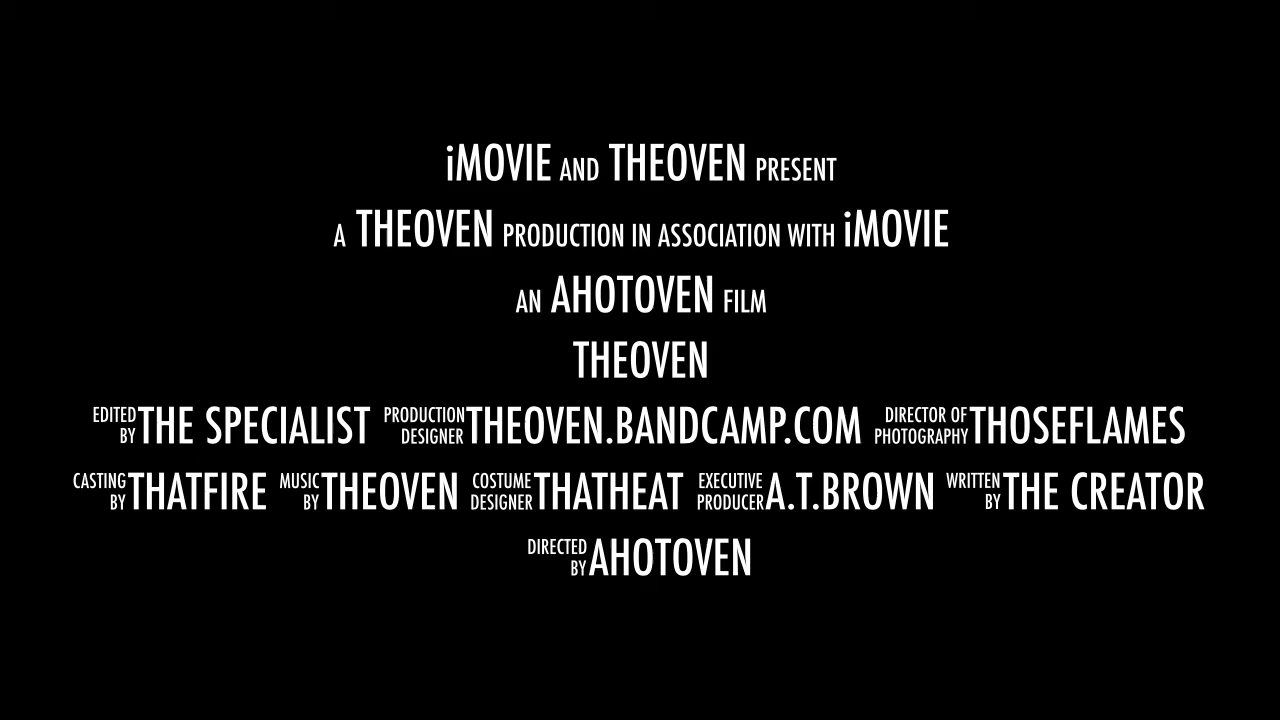 iMOVIE AND THEOVEN PRESENT
A THEOVEN PRODUCTION IN ASSOCIATION WITH iMOVIE
AN AHOTOVEN FILM
THEOVEN
EDITED BY THE SPECIALIST PRODUCTION DESIGNER THEOVEN.BANDCAMP.COM DIRECTOR OF PHOTOGRAPHY THOSEFLAMES
CASTING BY THATFIRE MUSIC BY THEOVEN COSTUME DESIGNER THATHEAT EXECUTIVE PRODUCER A.T.BROWN WRITTEN BY THE CREATOR
DIRECTED BY AHOTOVEN